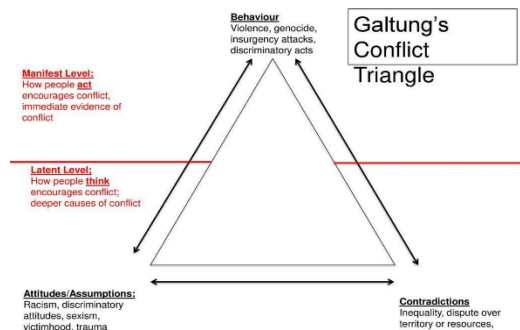 Behaviour
Violence, genocide,
insurgency attacks,
discriminatory acts
Galtung's
Conflict
Triangle
Manifest Level:
How people act
encourages conflict,
immediate evidence of
conflict
Latent Level;
How people think
encourages conflict;
deeper causes of conflict
Attitudes/Assumptions:
Racism, discriminatory
attitudes, sexism,
victimhood, trauma
Contradictions
Inequality, dispute over
territory or resources,